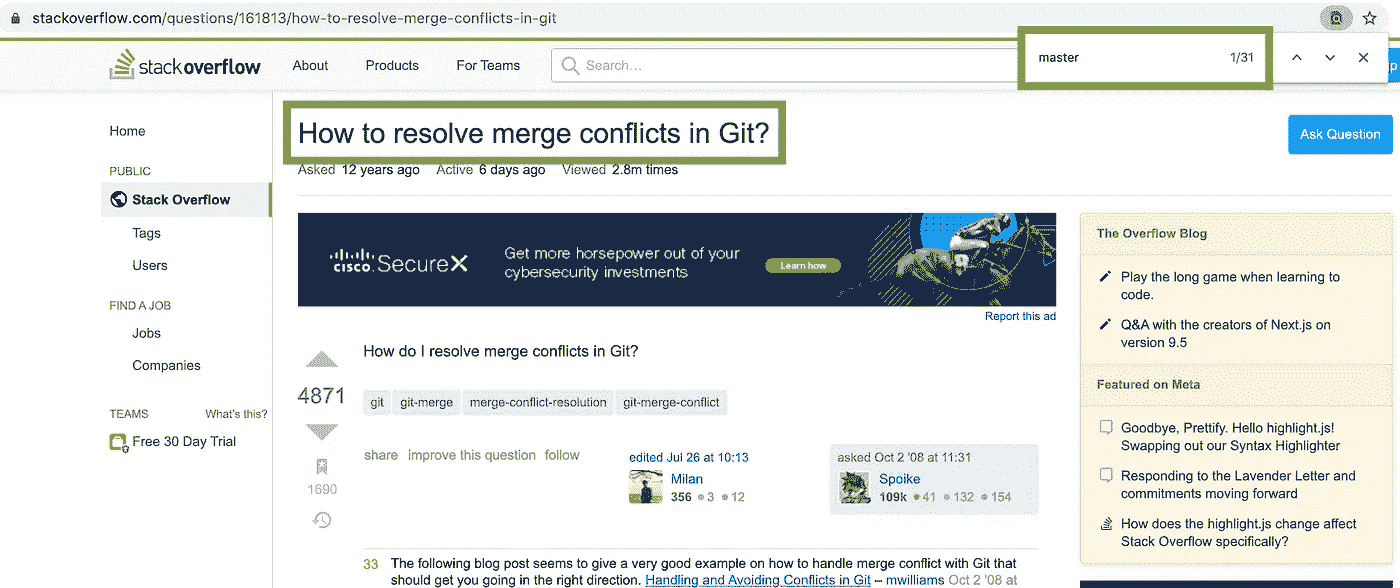 stackoverflow.com/questions/161813/how-to-resolve-merge-conflicts-in-git
master 1/31
stackoverflow About Products For Teams Search...
Home
PUBLIC
Stack Overflow
Tags
Users
FIND A JOB
Jobs
Companies
TEAMS What's this?
Free 30 Day Trial
How to resolve merge conflicts in Git?
Ask Question
Asked 12 years ago Active 6 days ago Viewed 2.8m times
CISCO SecureX
Get more horsepower out of your
cybersecurity investments
Learn how
Report this ad
How do I resolve merge conflicts in Git?
4871
git git-merge merge-conflict-resolution git-merge-conflict
share improve this question follow
1690
edited Jul 26 at 10:13
Milan
356 3 12
asked Oct 2 '08 at 11:31
Spoike
109k 41 132 154
33 The following blog post seems to give a very good example on how to handle merge conflict with Git that
should get you going in the right direction. Handling and Avoiding Conflicts in Git – mwilliams Oct 2 '08 at
The Overflow Blog
Play the long game when learning to
code.
Q&A with the creators of Next.js on
version 9.5
Featured on Meta
Goodbye, Prettify. Hello highlight.js!
Swapping out our Syntax Highlighter
Responding to the Lavender Letter and
commitments moving forward
How does the highlight.js change affect
Stack Overflow specifically?